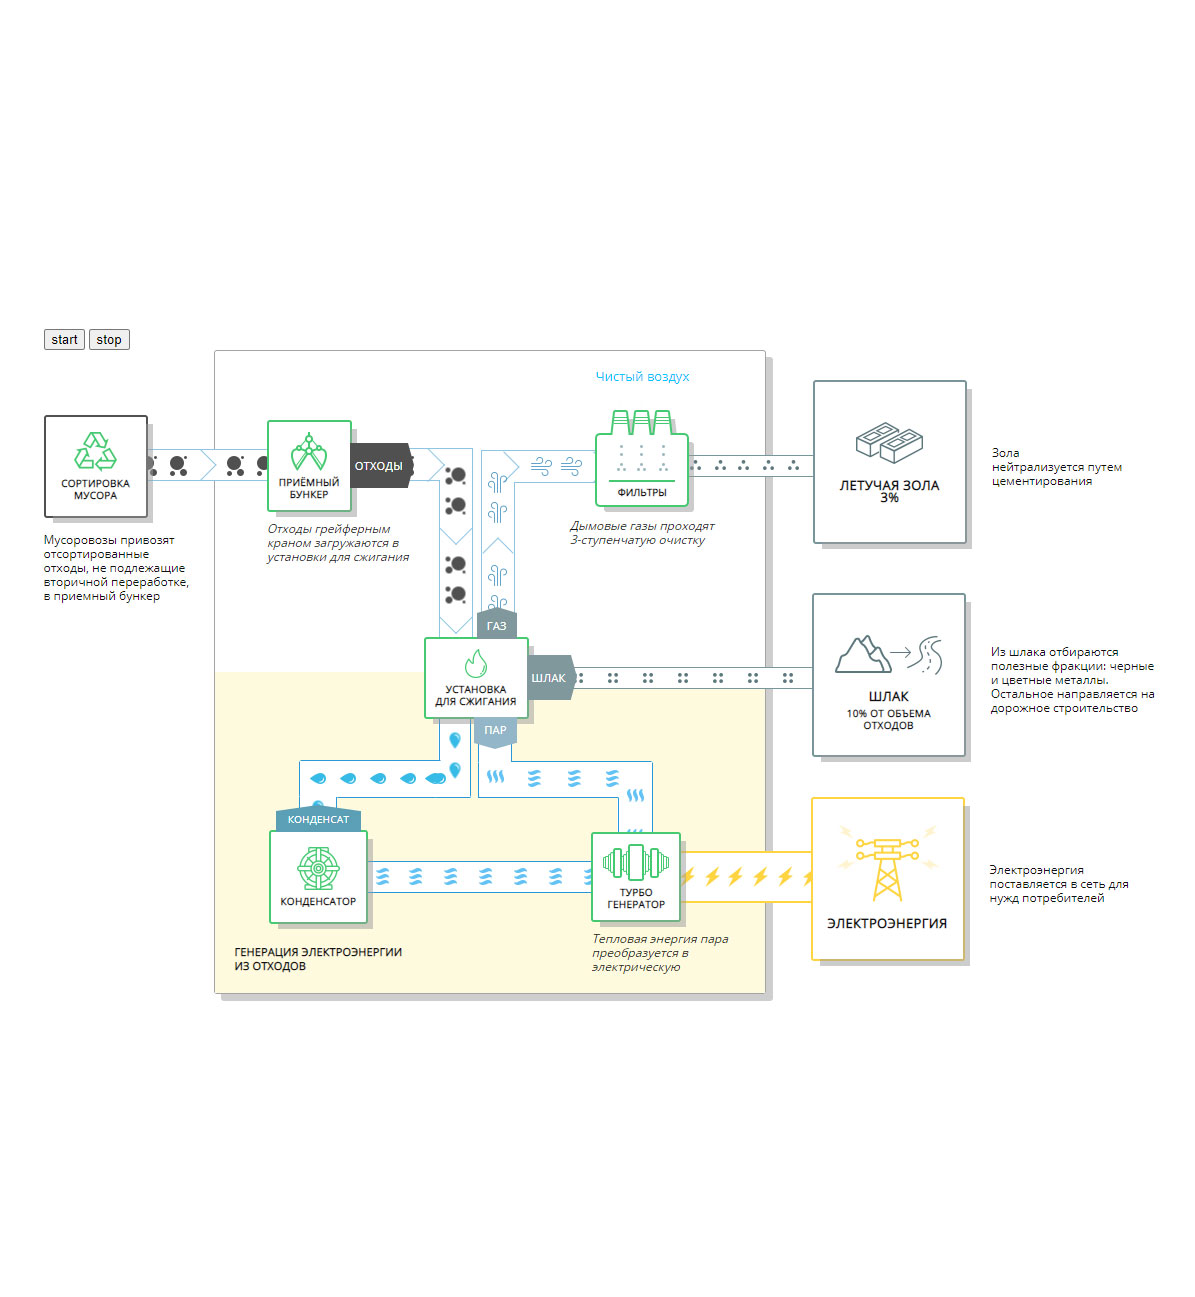 start stop
Чистый воздух
СОРТИРОВКА
МУСОРА
Мусоровозы привозят
отсортированные
отходы, не подлежащие
вторичной переработке,
в приемный бункер
ПРИЁМНЫЙ
БУНКЕР
ОТХОДЫ
Отходы грейферным
краном загружаются в
установки для сжигания
ФИЛЬТРЫ
Дымовые газы проходят
3-ступенчатую очистку
ЛЕТУЧАЯ ЗОЛА
3%
Зола
нейтрализуется путем
цементирования
ГАЗ
УСТАНОВКА
ДЛЯ СЖИГАНИЯ
ШЛАК
ПАР
ШЛАК
10% ОТ ОБЪЕМА
ОТХОДОВ
Из шлака отбираются
полезные фракции: черные
и цветные металлы.
Остальное направляется на
дорожное строительство
КОНДЕНСАТ
КОНДЕНСАТОР
ТУРБО
ГЕНЕРАТОР
Тепловая энергия пара
преобразуется в
электрическую
ЭЛЕКТРОЭНЕРГИЯ
Электроэнергия
поставляется в сеть для
нужд потребителей
ГЕНЕРАЦИЯ ЭЛЕКТРОЭНЕРГИИ
ИЗ ОТХОДОВ